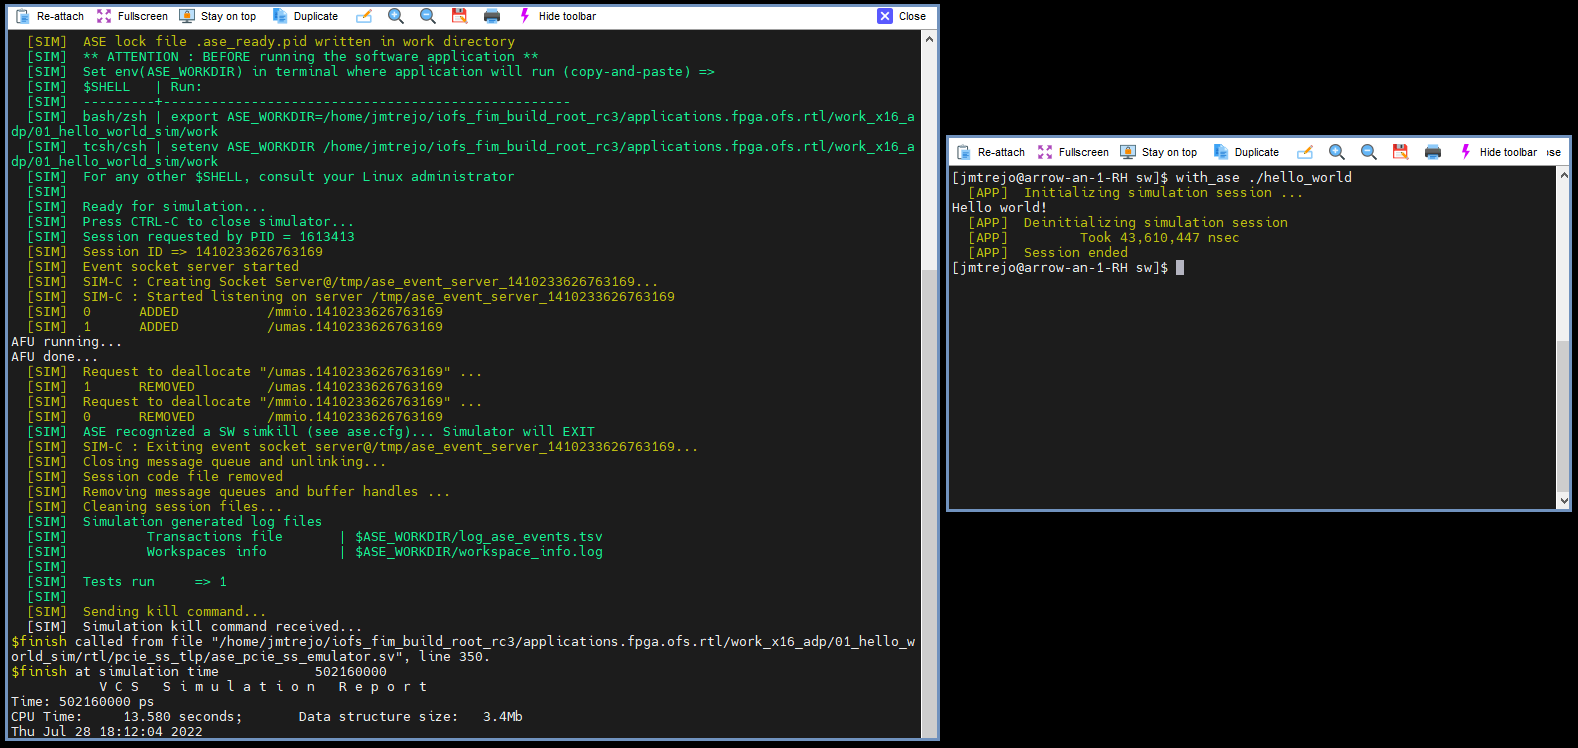 Re-attach Fullscreen Stay on top Duplicate Hide toolbar Close
[SIM]  ASE lock file .ase_ready.pid written in work directory
[SIM]  ** ATTENTION : BEFORE running the software application **
[SIM]  Set env(ASE_WORKDIR) in terminal where application will run (copy-and-paste) =>
[SIM]  $SHELL   | Run:
[SIM]  ---------+---------------------------------------------------
[SIM]  bash/zsh | export ASE_WORKDIR=/home/jmtrejo/iofs_fim_build_root_rc3/applications.fpga.ofs.rtl/work_x16_a
dp/01_hello_world_sim/work
[SIM]  tcsh/csh | setenv ASE_WORKDIR /home/jmtrejo/iofs_fim_build_root_rc3/applications.fpga.ofs.rtl/work_x16_a
dp/01_hello_world_sim/work
[SIM]  For any other $SHELL, consult your Linux administrator
[SIM]
[SIM]  Ready for simulation...
[SIM]  Press CTRL-C to close simulator...
[SIM]  Session requested by PID = 1613413
[SIM]  Session ID => 1410233626763169
[SIM]  Event socket server started
[SIM]  SIM-C : Creating Socket Server@/tmp/ase_event_server_1410233626763169...
[SIM]  SIM-C : Started listening on server /tmp/ase_event_server_1410233626763169
[SIM]  0      ADDED           /mmio.1410233626763169
[SIM]  1      ADDED           /umas.1410233626763169
AFU running...
AFU done...
[SIM]  Request to deallocate "/umas.1410233626763169" ...
[SIM]  1      REMOVED         /umas.1410233626763169
[SIM]  Request to deallocate "/mmio.1410233626763169" ...
[SIM]  0      REMOVED         /mmio.1410233626763169
[SIM]  ASE recognized a SW simkill (see ase.cfg)... Simulator will EXIT
[SIM]  SIM-C : Exiting event socket server@/tmp/ase_event_server_1410233626763169...
[SIM]  Closing message queue and unlinking...
[SIM]  Session code file removed
[SIM]  Removing message queues and buffer handles ...
[SIM]  Cleaning session files...
[SIM]  Simulation generated log files
[SIM]          Transactions file       | $ASE_WORKDIR/log_ase_events.tsv
[SIM]          Workspaces info         | $ASE_WORKDIR/workspace_info.log
[SIM]
[SIM]  Tests run     => 1
[SIM]
[SIM]  Sending kill command...
[SIM]  Simulation kill command received...
$finish called from file "/home/jmtrejo/iofs_fim_build_root_rc3/applications.fpga.ofs.rtl/work_x16_adp/01_hello_w
orld_sim/rtl/pcie_ss_tlp/ase_pcie_ss_emulator.sv", line 350.
$finish at simulation time            502160000
V C S   S i m u l a t i o n   R e p o r t
Time: 502160000 ps
CPU Time:     13.580 seconds;       Data structure size:   3.4Mb
Thu Jul 28 18:12:04 2022
Re-attach Fullscreen Stay on top Duplicate Hide toolbar ose
[jmtrejo@arrow-an-1-RH sw]$ with_ase ./hello_world
[APP]  Initializing simulation session ...
Hello world!
[APP]  Deinitializing simulation session
[APP]         Took 43,610,447 nsec
[APP]  Session ended
[jmtrejo@arrow-an-1-RH sw]$